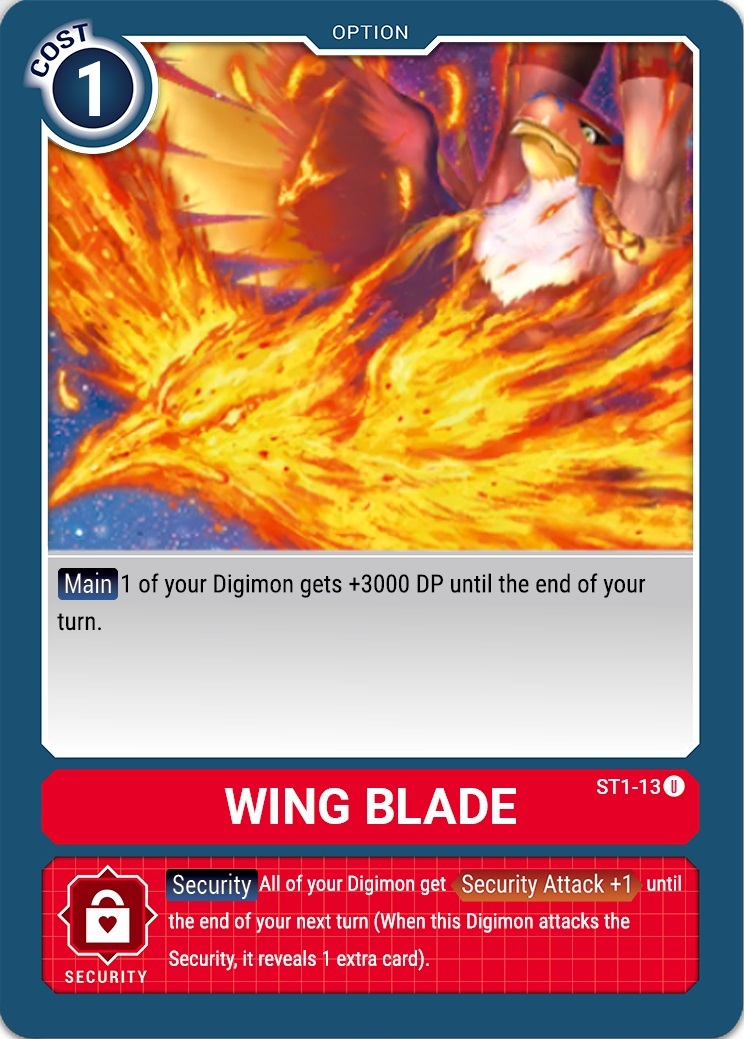 OPTION
COST
1
Main 1 of your Digimon gets +3000 DP until the end of your
turn.
WING BLADE
ST1-13 U
Security All of your Digimon get Security Attack +1 until
the end of your next turn (When this Digimon attacks the
Security, it reveals 1 extra card).
SECURITY